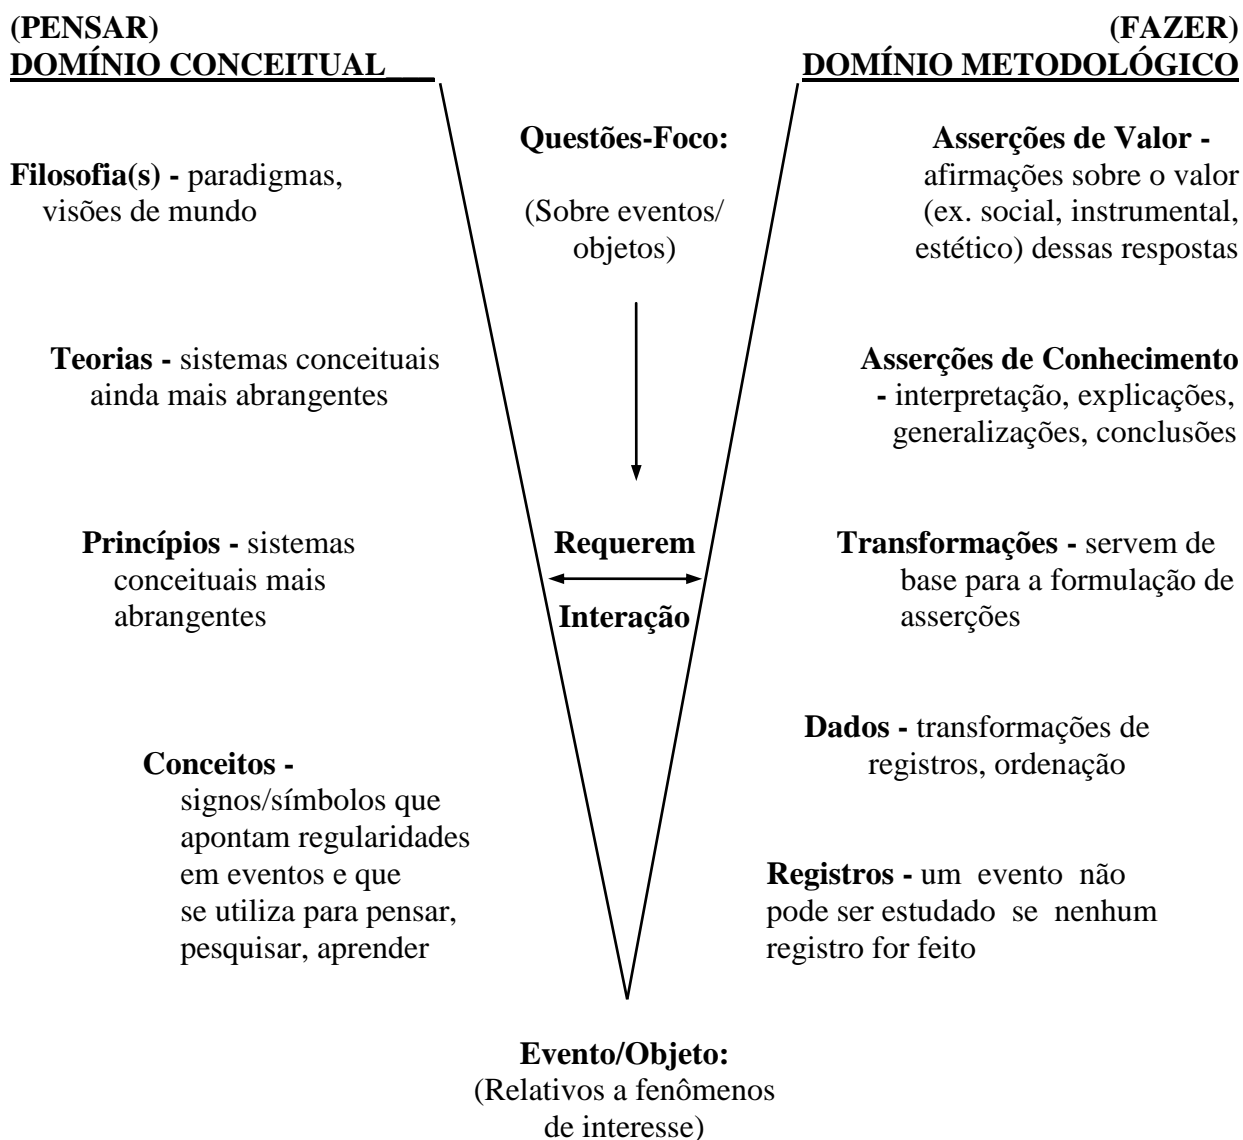 (PENSAR)
DOMÍNIO CONCEITUAL___
(FAZER)
DOMÍNIO METODOLÓGICO
Filosofia(s) - paradigmas,
visões de mundo
Teorias - sistemas conceituais
ainda mais abrangentes
Princípios - sistemas
conceituais mais
abrangentes
Conceitos -
signos/símbolos que
apontam regularidades
em eventos e que
se utiliza para pensar,
pesquisar, aprender
Questões-Foco:
(Sobre eventos/
objetos)
Requerem
Interação
Asserções de Valor -
afirmações sobre o valor
(ex. social, instrumental,
estético) dessas respostas
Asserções de Conhecimento
- interpretação, explicações,
generalizações, conclusões
Transformações - servem de
base para a formulação de
asserções
Dados - transformações de
registros, ordenação
Registros - um evento não
pode ser estudado se nenhum
registro for feito
Evento/Objeto:
(Relativos a fenômenos
de interesse)